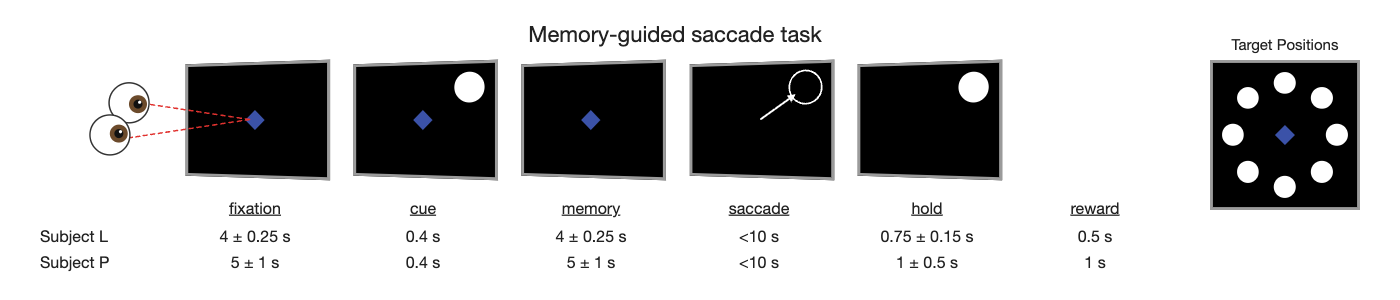 Memory-guided saccade task
Target Positions
fixation cue memory saccade hold reward
Subject L 4 ± 0.25 s 0.4 s 4 ± 0.25 s <10 s 0.75 ± 0.15 s 0.5 s
Subject P 5 ± 1 s 0.4 s 5 ± 1 s <10 s 1 ± 0.5 s 1 s